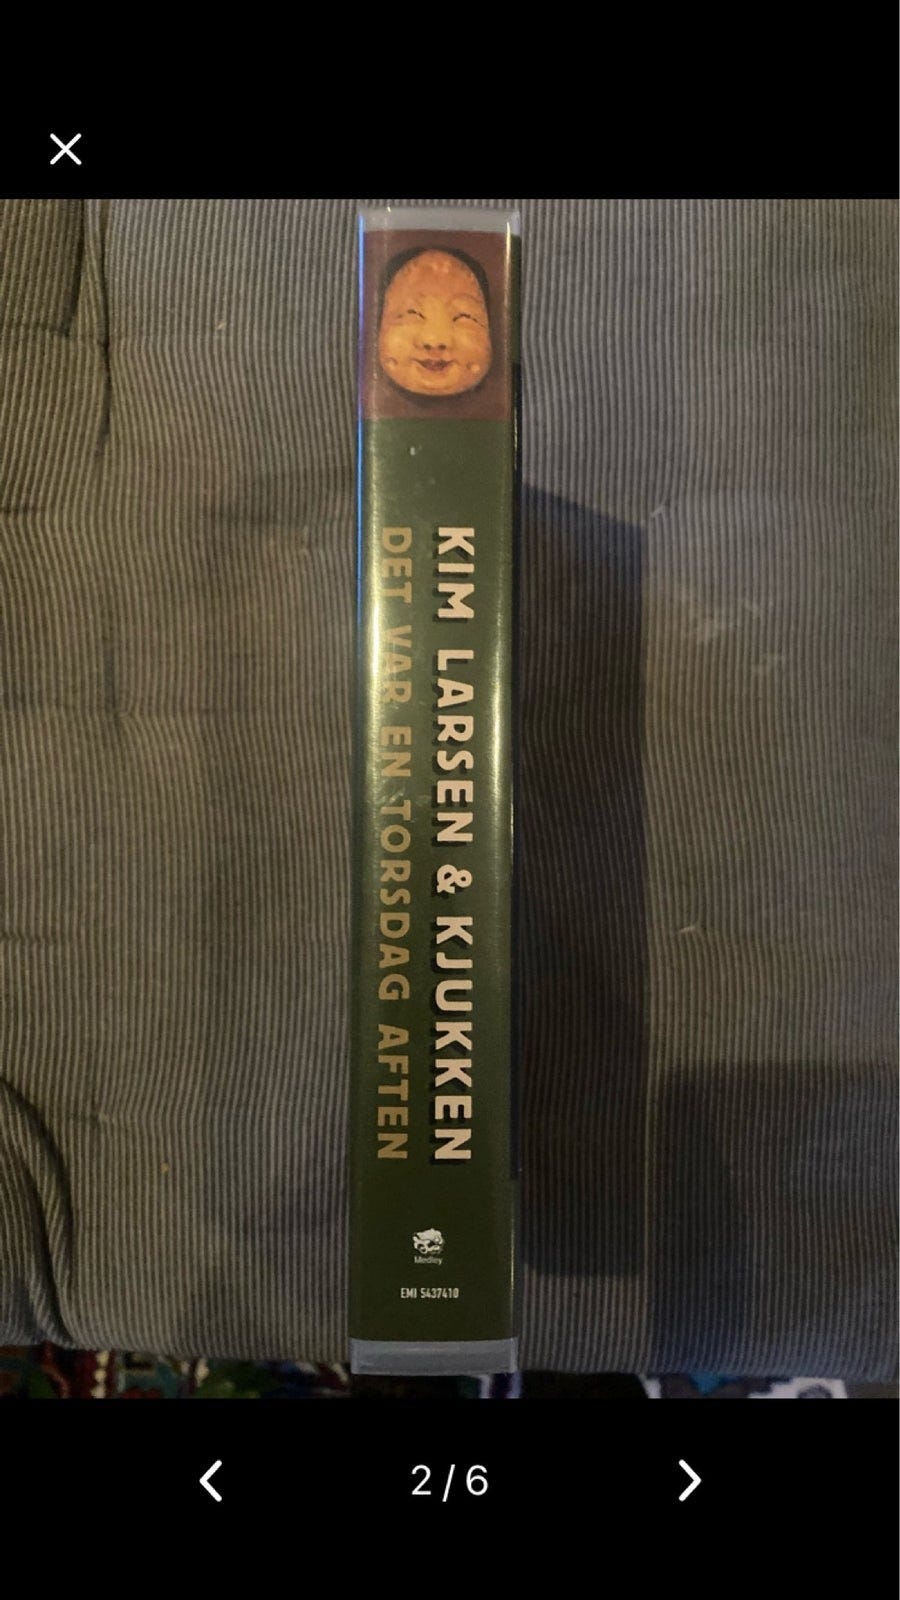 KIM LARSEN & KJUKKEN
DET VAR EN TORSDAG AFTEN
Medley
EMI 5437410
2/6